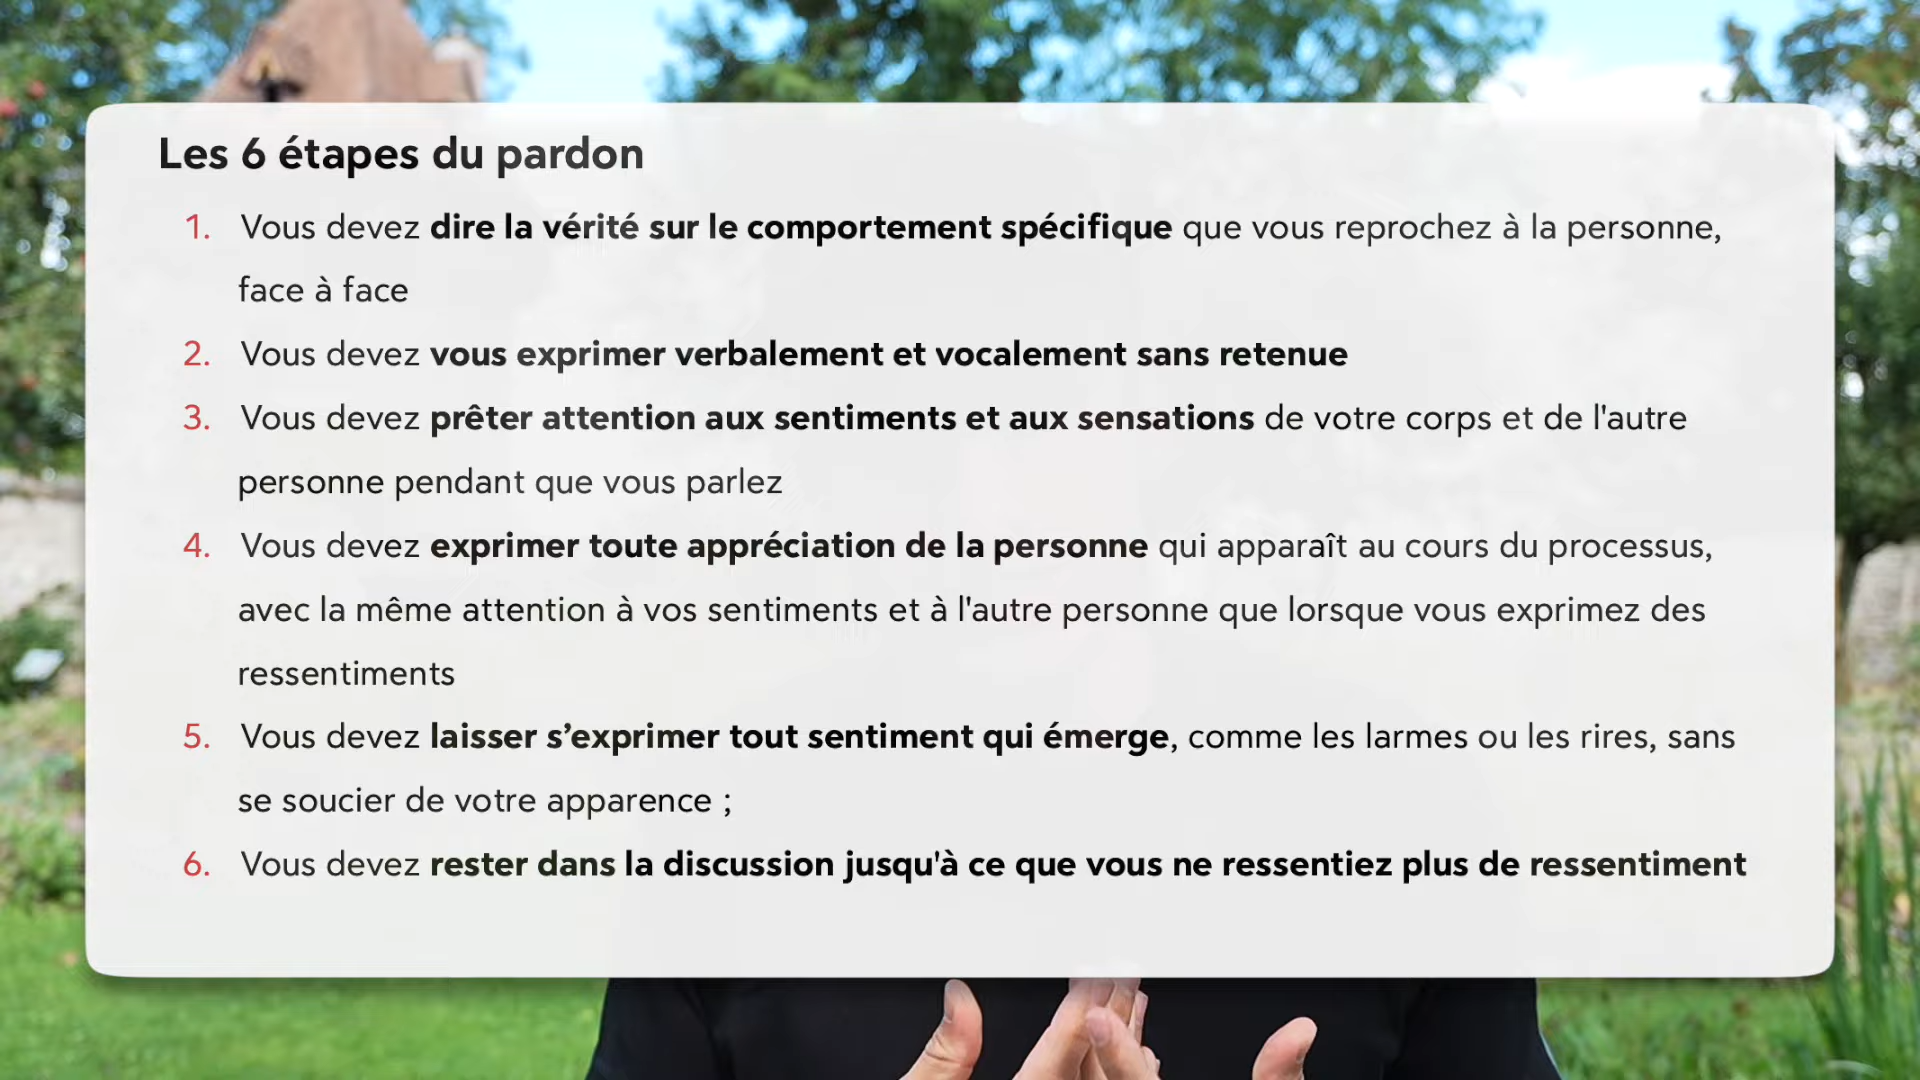 Les 6 étapes du pardon
1. Vous devez dire la vérité sur le comportement spécifique que vous reprochez à la personne,
face à face
2. Vous devez vous exprimer verbalement et vocalement sans retenue
3. Vous devez prêter attention aux sentiments et aux sensations de votre corps et de l'autre
personne pendant que vous parlez
4. Vous devez exprimer toute appréciation de la personne qui apparaît au cours du processus,
avec la même attention à vos sentiments et à l'autre personne que lorsque vous exprimez des
ressentiments
5. Vous devez laisser s’exprimer tout sentiment qui émerge, comme les larmes ou les rires, sans
se soucier de votre apparence ;
6. Vous devez rester dans la discussion jusqu'à ce que vous ne ressentiez plus de ressentiment